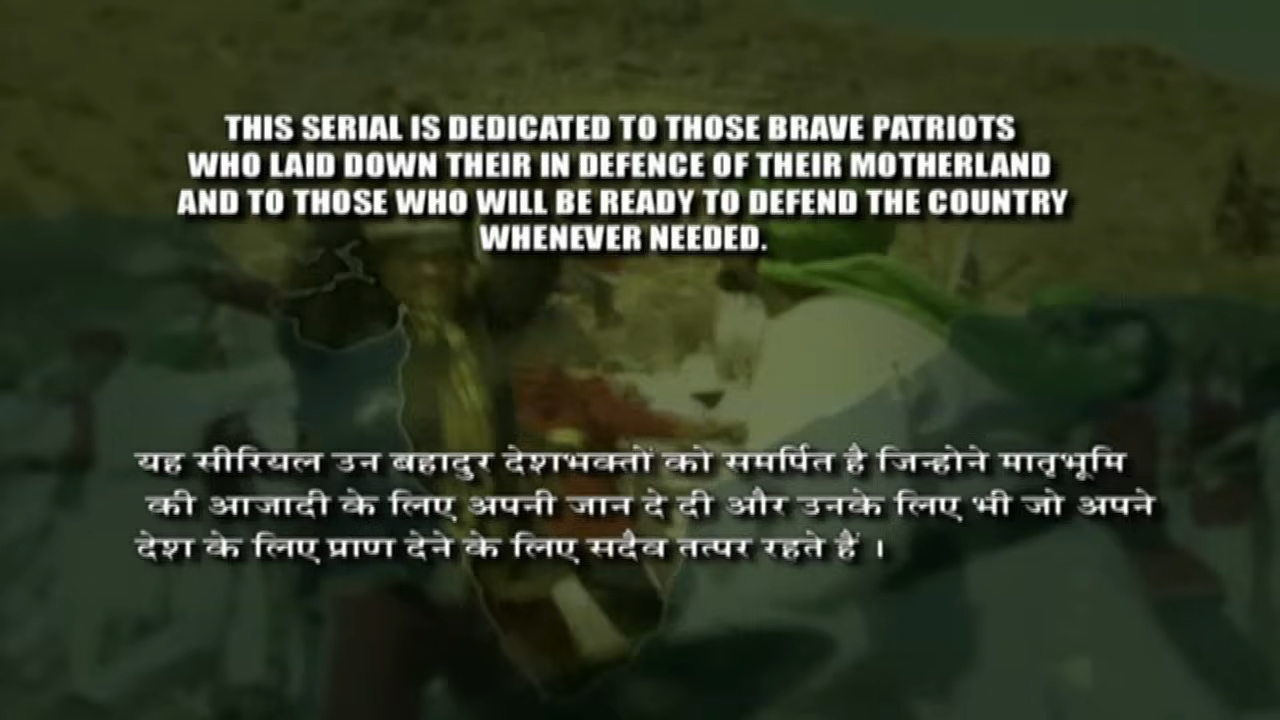 THIS SERIAL IS DEDICATED TO THOSE BRAVE PATRIOTS
WHO LAID DOWN THEIR IN DEFENCE OF THEIR MOTHERLAND
AND TO THOSE WHO WILL BE READY TO DEFEND THE COUNTRY
WHENEVER NEEDED.
यह सीरियल उन बहादुर देशभक्तों को समर्पित है जिन्होने मातृभूमि
की आजादी के लिए अपनी जान दे दी और उनके लिए भी जो अपने
देश के लिए प्राण देने के लिए सदैव तत्पर रहते हैं ।